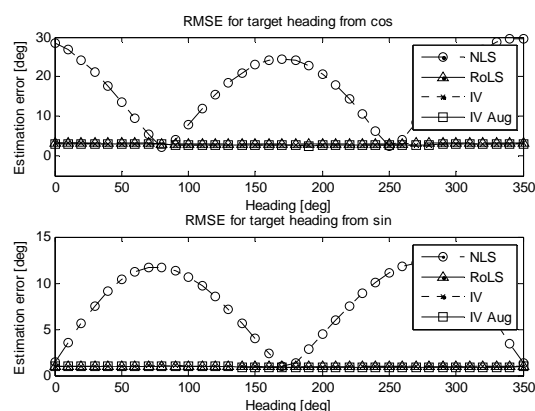 RMSE for target heading from cos
30
20
10
0
Estimation error [deg]
NLS
RoLS
IV
IV Aug
0 50 100 150 200 250 300 350
Heading [deg]
RMSE for target heading from sin
15
10
5
0
Estimation error [deg]
NLS
RoLS
IV
IV Aug
0 50 100 150 200 250 300 350
Heading [deg]